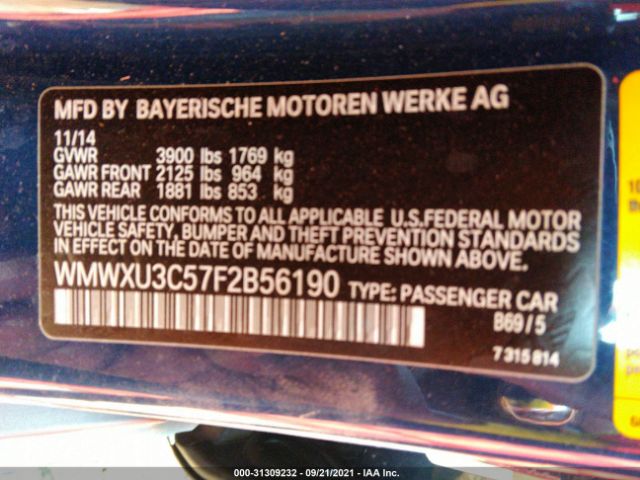 MFD BY BAYERISCHE MOTOREN WERKE AG
11/14
GVWR 3900 lbs 1769 kg
GAWR FRONT 2125 lbs 964 kg
GAWR REAR 1881 lbs 853 kg
THIS VEHICLE CONFORMS TO ALL APPLICABLE U.S.FEDERAL MOTOR
VEHICLE SAFETY, BUMPER AND THEFT PREVENTION STANDARDS
IN EFFECT ON THE DATE OF MANUFACTURE SHOWN ABOVE.
WMWXU3C57F2B56190 TYPE: PASSENGER CAR
B69/5
7315814
000-31309232 - 09/21/2021 - IAA Inc.